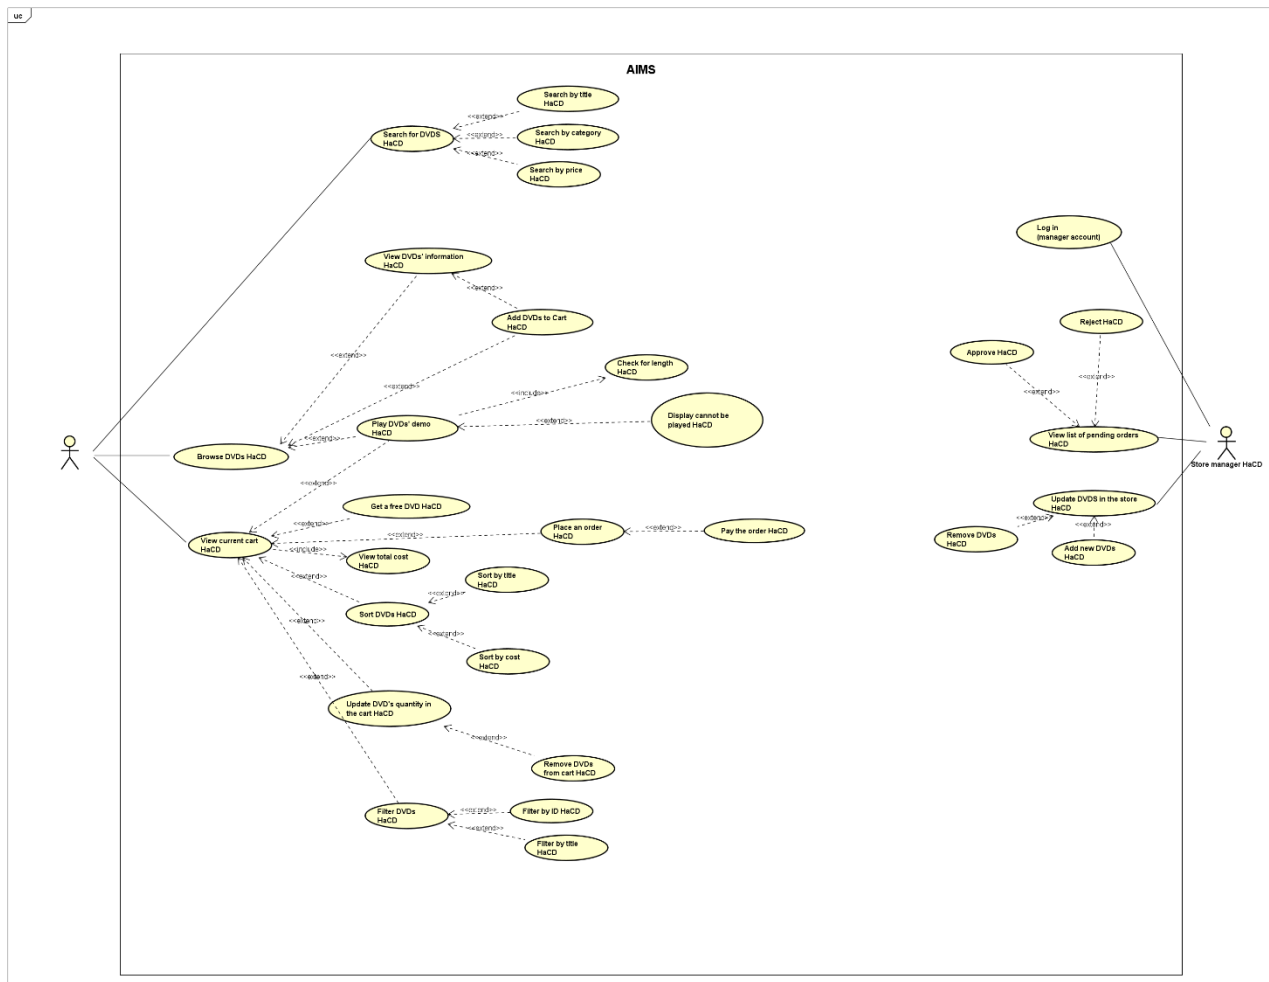 uc
AIMS
Search by title
HaCD
<<extend>>
Search for DVDS
HaCD
<<extend>>
Search by category
HaCD
<<extend>>
Search by price
HaCD
Log in
(manager account)
View DVDs' information
HaCD
<<extend>>
Add DVDs to Cart
HaCD
Reject HaCD
<<extend>>
Approve HaCD
Check for length
HaCD
<<extend>>
<<extend>>
<<include>>
<<extend>>
Display cannot be
played HaCD
<<extend>>
Play DVDs' demo
HaCD
<<extend>>
View list of pending orders
HaCD
Browse DVDs HaCD
Store manager HaCD
<<extend>>
Get a free DVD HaCD
Update DVDS in the store
HaCD
<<extend>>
<<extend>>
<<extend>>
Place an order
HaCD
<<extend>>
Pay the order HaCD
<<extend>>
Remove DVDs
HaCD
View current cart
HaCD
<<include>>
View total cost
HaCD
Add new DVDs
HaCD
<<extend>>
Sort by title
HaCD
<<extend>>
Sort DVDs HaCD
<<extend>>
<<extend>>
Sort by cost
HaCD
<<extend>>
Update DVD's quantity in
the cart HaCD
<<extend>>
Remove DVDs
from cart HaCD
Filter DVDs
HaCD
<<extend>>
Filter by ID HaCD
<<extend>>
Filter by title
HaCD